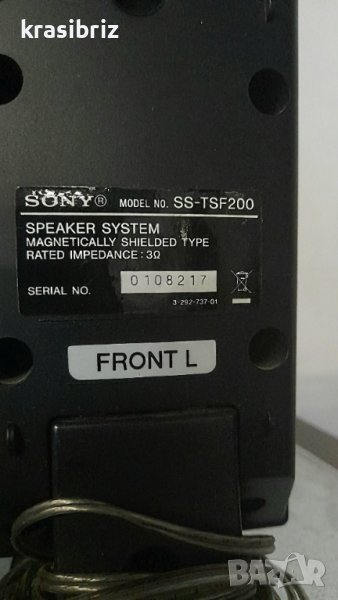 krasibriz
SONY® MODEL NO. SS-TSF200
SPEAKER SYSTEM
MAGNETICALLY SHIELDED TYPE
RATED IMPEDANCE : 3Ω
SERIAL NO. 0108217
3-292-737-01
FRONT L
BAZAR